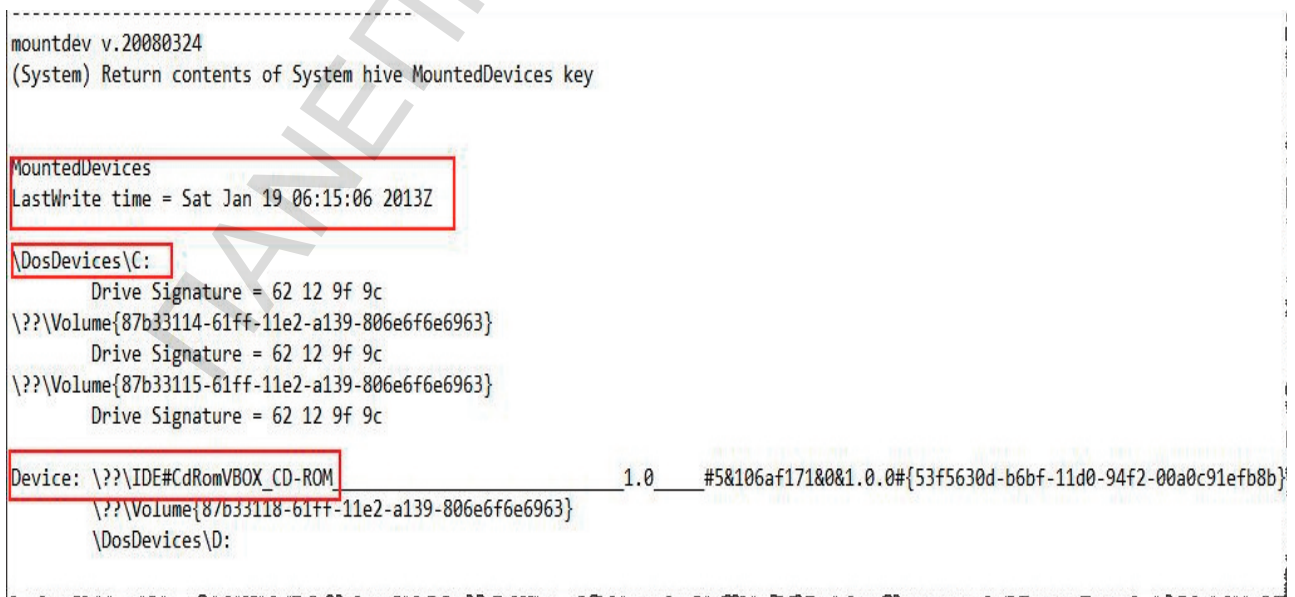 mountdev v.20080324
(System) Return contents of System hive MountedDevices key
MountedDevices
LastWrite time = Sat Jan 19 06:15:06 2013Z
\DosDevices\C:
Drive Signature = 62 12 9f 9c
\??\Volume{87b33114-61ff-11e2-a139-806e6f6e6963}
Drive Signature = 62 12 9f 9c
\??\Volume{87b33115-61ff-11e2-a139-806e6f6e6963}
Drive Signature = 62 12 9f 9c
Device: \??\IDE#CdRomVBOX_CD-ROM_____________________________1.0_____#5&106af171&0&1.0.0#{53f5630d-b6bf-11d0-94f2-00a0c91efb8b}
\??\Volume{87b33118-61ff-11e2-a139-806e6f6e6963}
\DosDevices\D:
ΠΑΝΕΠ